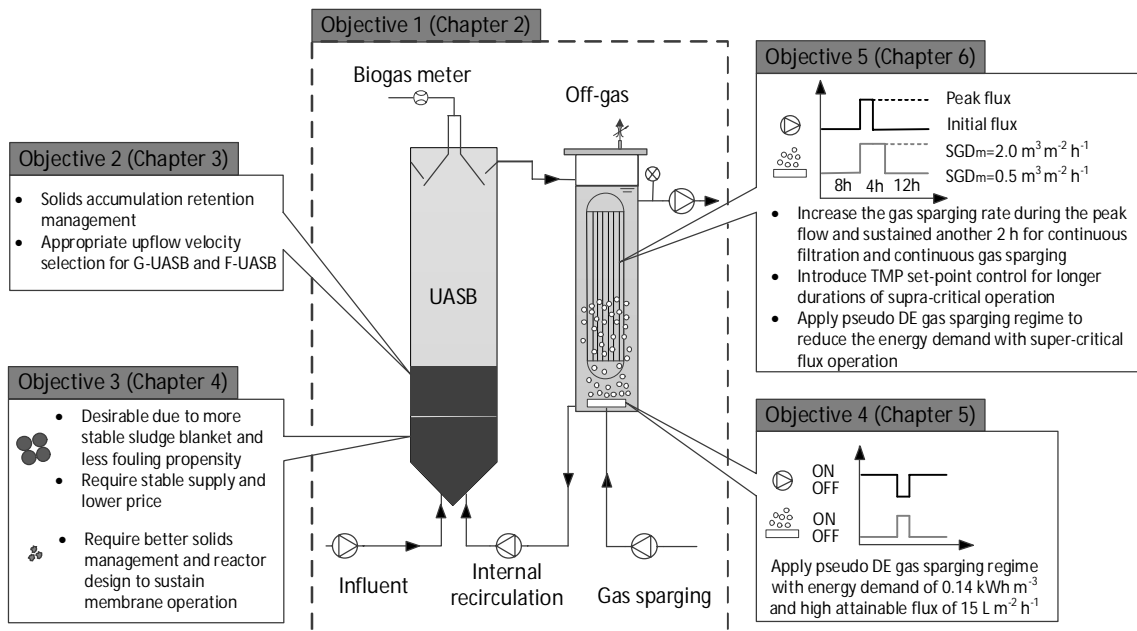 Objective 1 (Chapter 2)
Biogas meter
Off-gas
UASB
Influent
Internal
recirculation
Gas sparging
Objective 2 (Chapter 3)
• Solids accumulation retention
management
• Appropriate upflow velocity
selection for G-UASB and F-UASB
Objective 3 (Chapter 4)
• Desirable due to more
stable sludge blanket and
less fouling propensity
• Require stable supply and
lower price
• Require better solids
management and reactor
design to sustain
membrane operation
Objective 5 (Chapter 6)
Peak flux
Initial flux
SGDm=2.0 m³ m⁻² h⁻¹
SGDm=0.5 m³ m⁻² h⁻¹
8h 4h 12h
• Increase the gas sparging rate during the peak
flow and sustained another 2 h for continuous
filtration and continuous gas sparging
• Introduce TMP set-point control for longer
durations of supra-critical operation
• Apply pseudo DE gas sparging regime to
reduce the energy demand with super-critical
flux operation
Objective 4 (Chapter 5)
ON
OFF
ON
OFF
Apply pseudo DE gas sparging regime
with energy demand of 0.14 kWh m⁻³
and high attainable flux of 15 L m⁻² h⁻¹